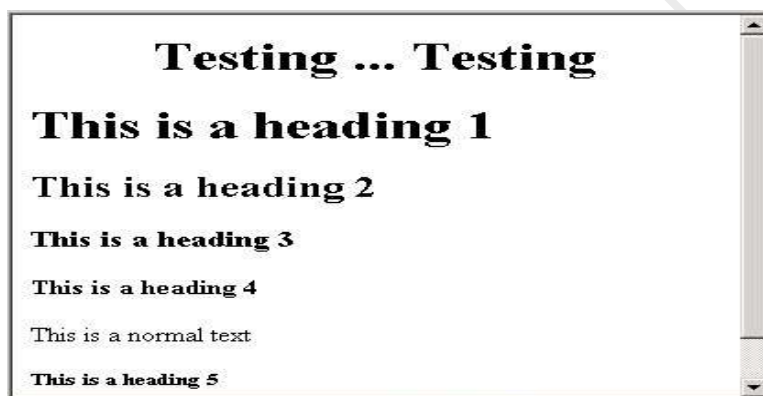 Testing ... Testing
This is a heading 1
This is a heading 2
This is a heading 3
This is a heading 4
This is a normal text
This is a heading 5